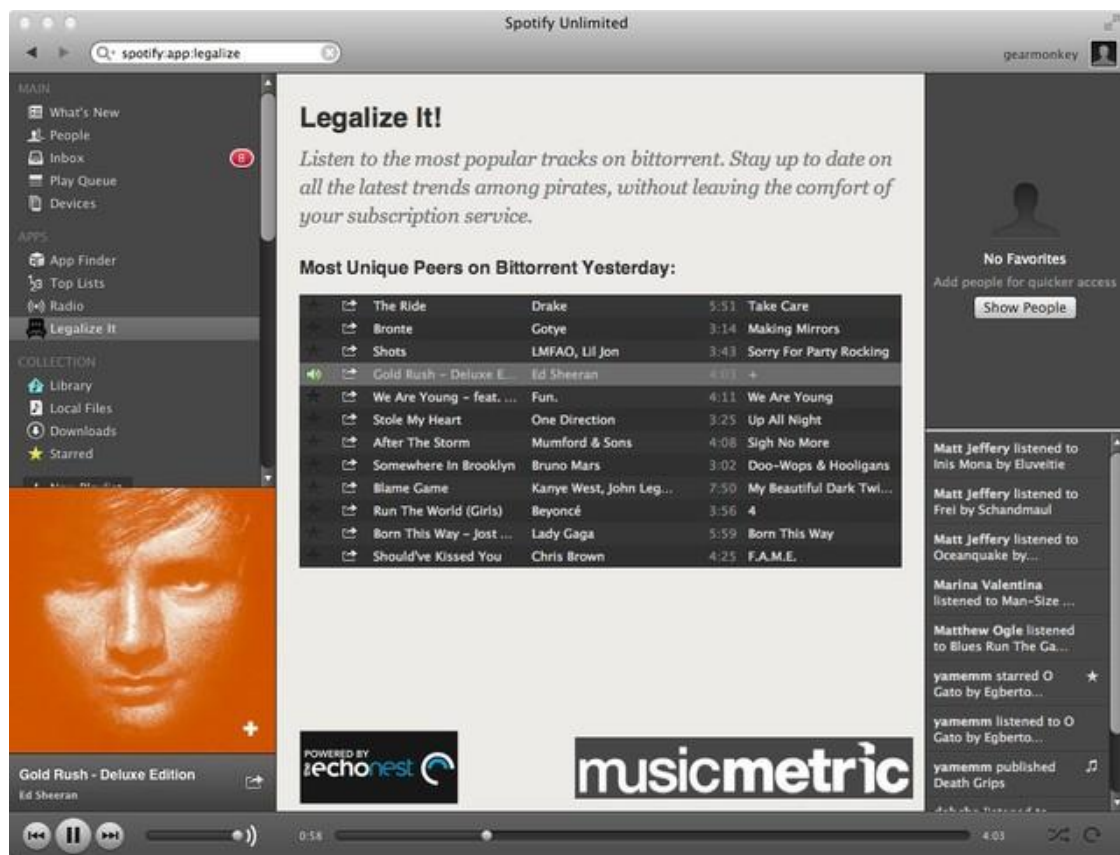 Spotify Unlimited
spotify:app:legalize
gearmonkey
MAIN
What's New
People
Inbox 8
Play Queue
Devices
APPS
App Finder
Top Lists
Radio
Legalize It
COLLECTION
Library
Local Files
Downloads
Starred
New Playlist
Gold Rush - Deluxe Edition
Ed Sheeran
Legalize It!
Listen to the most popular tracks on bittorrent. Stay up to date on
all the latest trends among pirates, without leaving the comfort of
your subscription service.
Most Unique Peers on Bittorrent Yesterday:
The Ride Drake 5:51 Take Care
Bronte Gotye 3:14 Making Mirrors
Shots LMFAO, Lil Jon 3:43 Sorry For Party Rocking
Gold Rush – Deluxe E... Ed Sheeran 4:03 +
We Are Young – feat. ... Fun. 4:11 We Are Young
Stole My Heart One Direction 3:25 Up All Night
After The Storm Mumford & Sons 4:08 Sigh No More
Somewhere In Brooklyn Bruno Mars 3:02 Doo-Wops & Hooligans
Blame Game Kanye West, John Leg... 7:50 My Beautiful Dark Twi...
Run The World (Girls) Beyoncé 3:56 4
Born This Way – Jost ... Lady Gaga 5:59 Born This Way
Should've Kissed You Chris Brown 4:25 F.A.M.E.
POWERED BY
the echonest
musicmetric
No Favorites
Add people for quicker access
Show People
Matt Jeffery listened to
Inis Mona by Eluveitie
Matt Jeffery listened to
Frei by Schandmaul
Matt Jeffery listened to
Oceanquake by...
Marina Valentina
listened to Man-Size ...
Matthew Ogle listened
to Blues Run The Ga...
yamemm starred O
Gato by Egberto...
yamemm listened to O
Gato by Egberto...
yamemm published
Death Grips
0:56
4:03